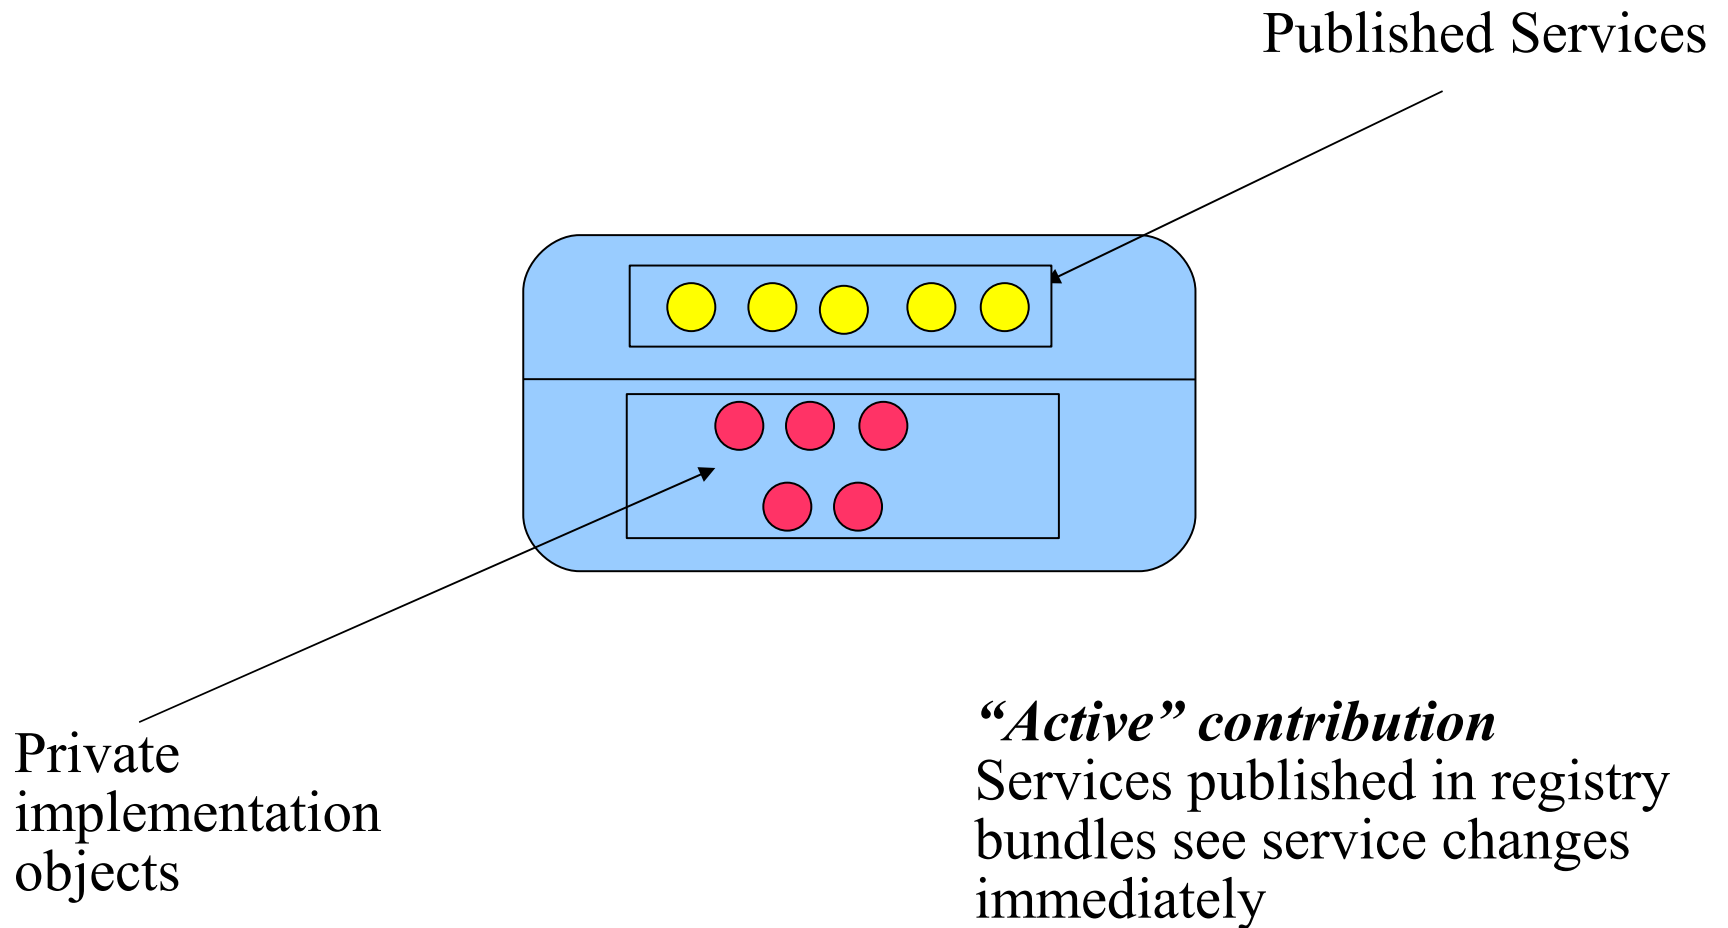 Published Services
Private
implementation
objects
“Active” contribution
Services published in registry
bundles see service changes
immediately